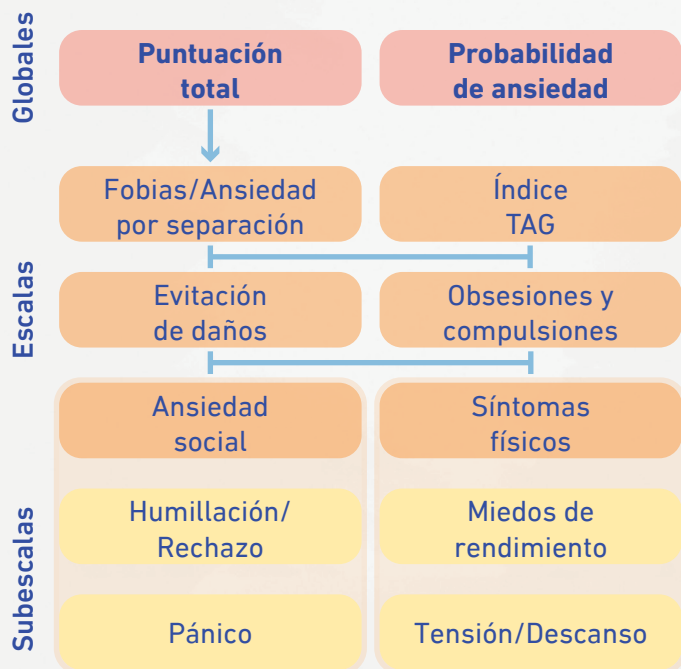 Globales
Puntuación
total
Probabilidad
de ansiedad
Escalas
Fobias/Ansiedad
por separación
Índice
TAG
Evitación
de daños
Obsesiones y
compulsiones
Ansiedad
social
Síntomas
físicos
Subescalas
Humillación/
Rechazo
Miedos de
rendimiento
Pánico
Tensión/Descanso